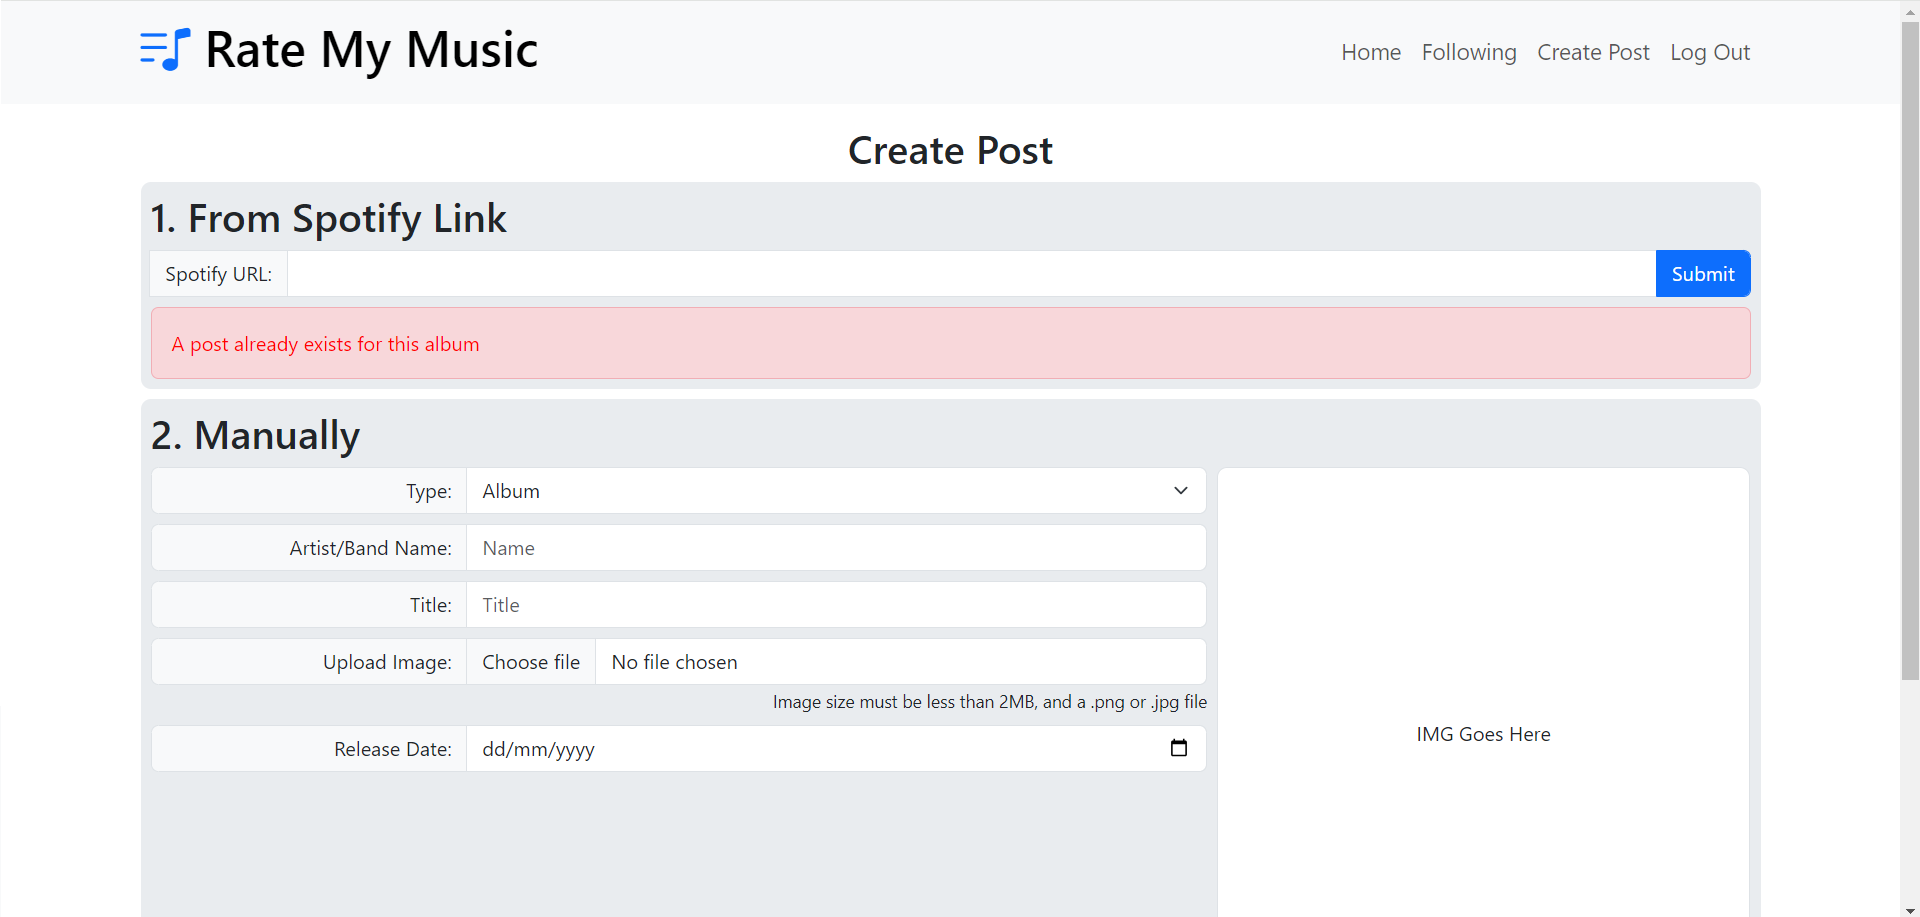 Rate My Music
Home Following Create Post Log Out
Create Post
1. From Spotify Link
Spotify URL: Submit
A post already exists for this album
2. Manually
Type: Album
Artist/Band Name: Name
Title: Title
Upload Image: Choose file No file chosen
Image size must be less than 2MB, and a .png or .jpg file
Release Date: dd/mm/yyyy
IMG Goes Here